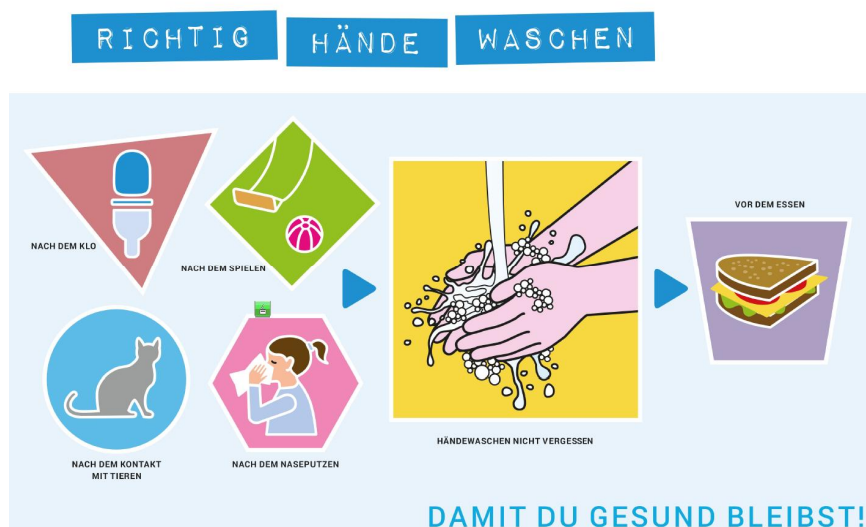 RICHTIG HÄNDE WASCHEN
NACH DEM KLO
NACH DEM SPIELEN
NACH DEM KONTAKT
MIT TIEREN
NACH DEM NASEPUTZEN
HÄNDEWASCHEN NICHT VERGESSEN
VOR DEM ESSEN
DAMIT DU GESUND BLEIBST!